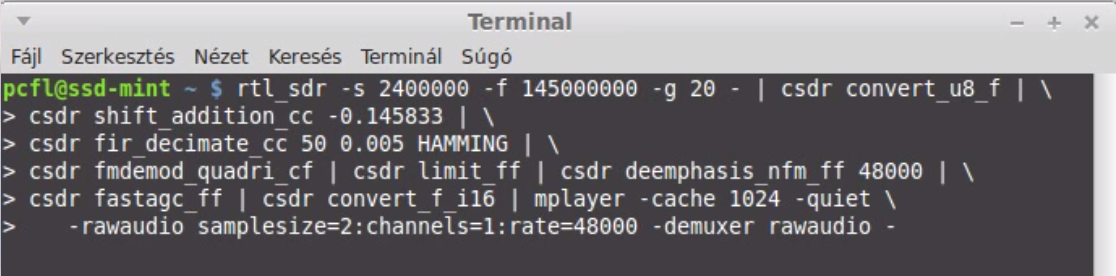 Terminal
Fájl Szerkesztés Nézet Keresés Terminál Súgó
pcfl@ssd-mint ~ $ rtl_sdr -s 2400000 -f 145000000 -g 20 - | csdr convert_u8_f | \
> csdr shift_addition_cc -0.145833 | \
> csdr fir_decimate_cc 50 0.005 HAMMING | \
> csdr fmdemod_quadri_cf | csdr limit_ff | csdr deemphasis_nfm_ff 48000 | \
> csdr fastagc_ff | csdr convert_f_i16 | mplayer -cache 1024 -quiet \
>    -rawaudio samplesize=2:channels=1:rate=48000 -demuxer rawaudio -